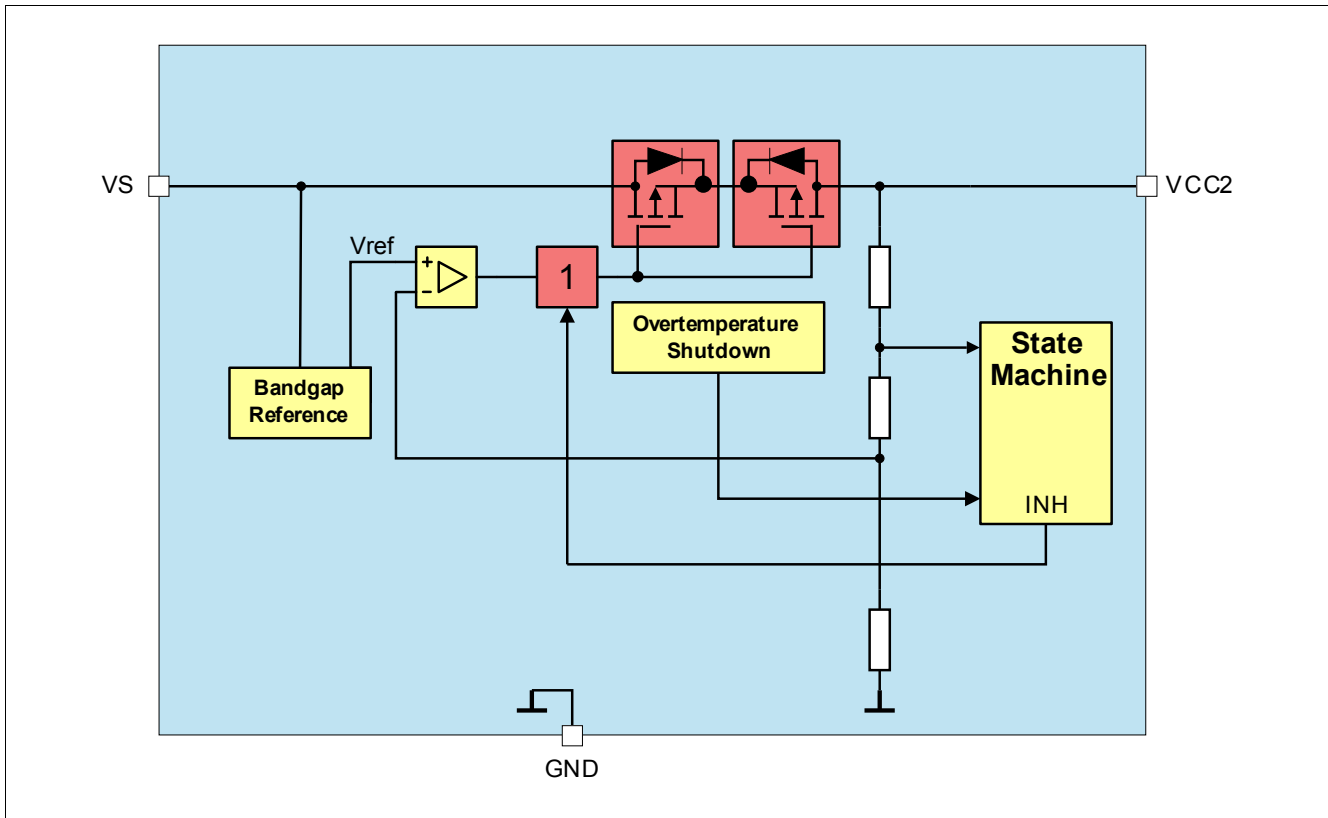 VS
VCC2
Vref
+
-
1
Overtemperature
Shutdown
State
Machine
Bandgap
Reference
INH
GND